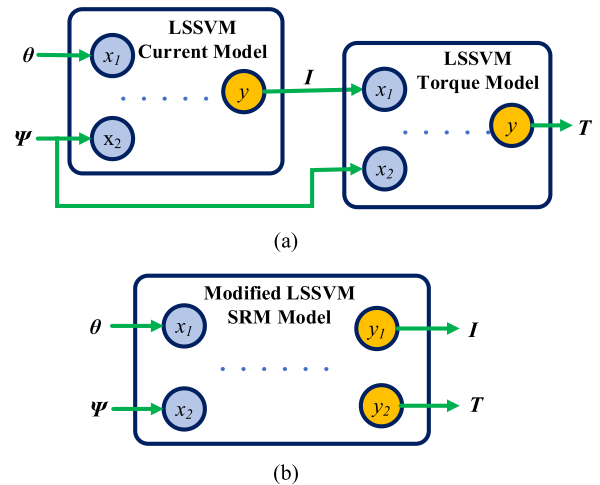 LSSVM
Current Model
θ
x1
y
I
Ψ
x2
LSSVM
Torque Model
x1
y
T
x2
(a)
Modified LSSVM
SRM Model
θ
x1
y1
I
Ψ
x2
y2
T
(b)